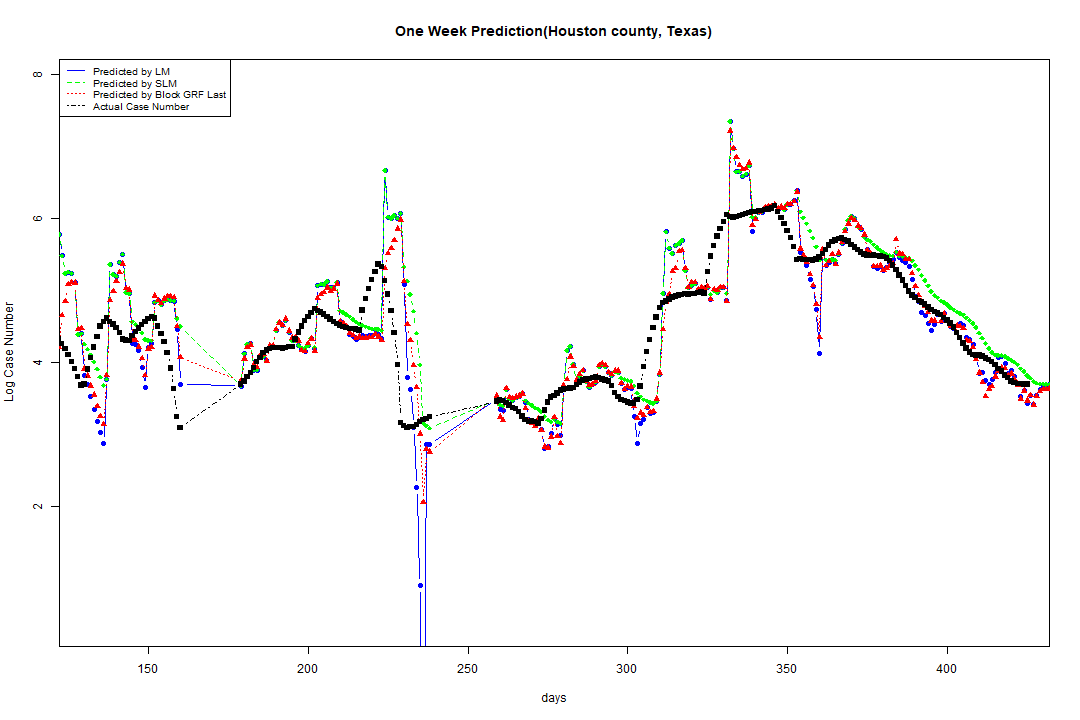 One Week Prediction(Houston county, Texas)
Predicted by LM
Predicted by SLM
Predicted by Block GRF Last
Actual Case Number
8
6
4
2
Log Case Number
150 200 250 300 350 400
days